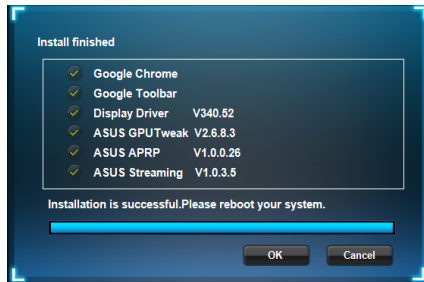 Install finished
Google Chrome
Google Toolbar
Display Driver V340.52
ASUS GPUTweak V2.6.8.3
ASUS APRP V1.0.0.26
ASUS Streaming V1.0.3.5
Installation is successful.Please reboot your system.
OK Cancel